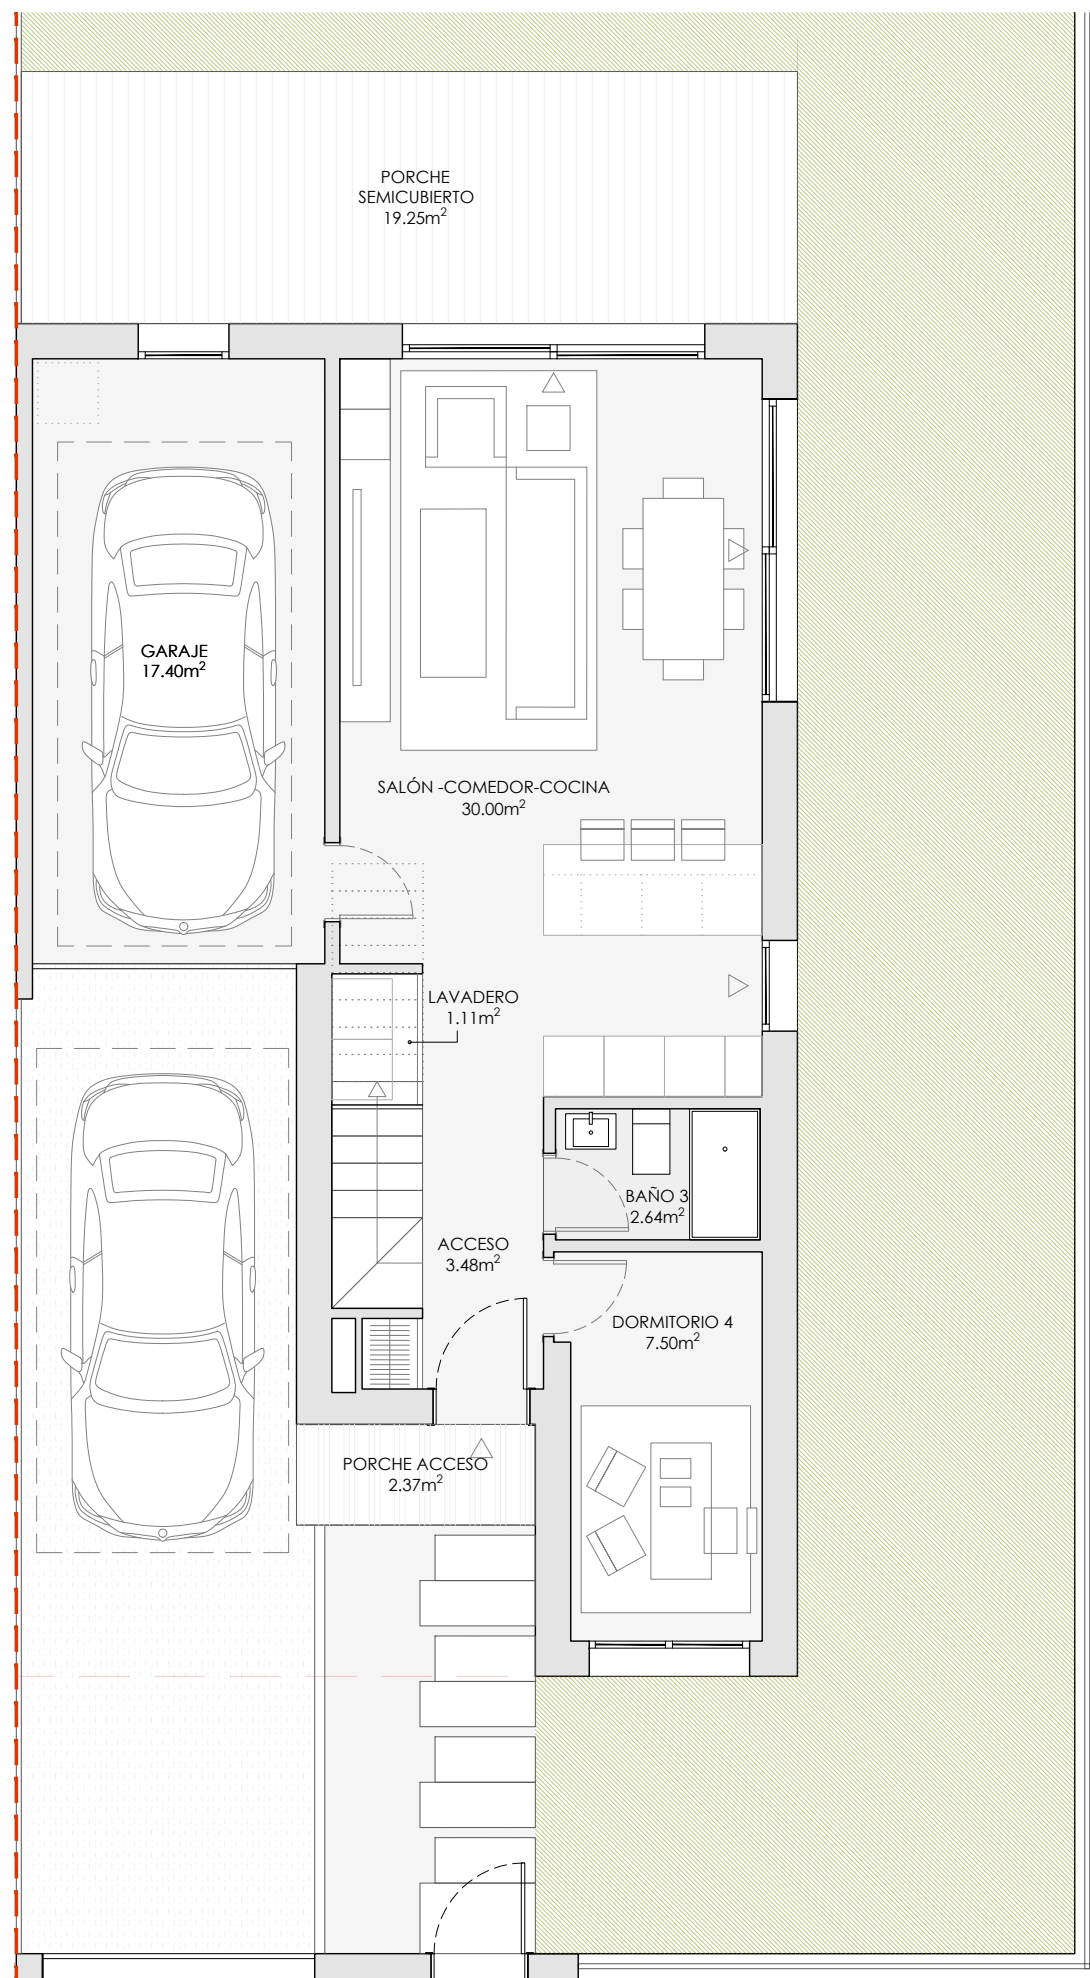 PORCHE
SEMICUBIERTO
19.25m²
GARAJE
17.40m²
SALÓN -COMEDOR-COCINA
30.00m²
LAVADERO
1.11m²
BAÑO 3
2.64m²
ACCESO
3.48m²
DORMITORIO 4
7.50m²
PORCHE ACCESO
2.37m²